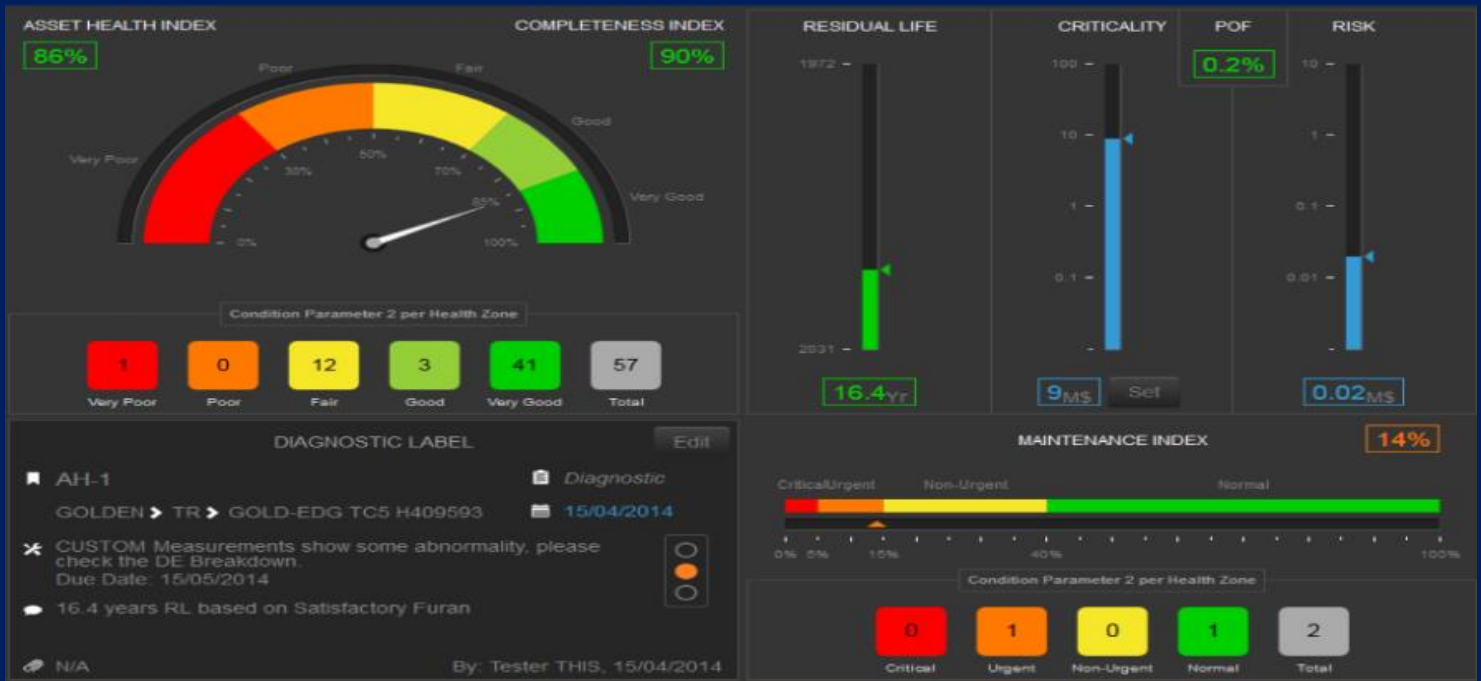 ASSET HEALTH INDEX
COMPLETENESS INDEX
86%
90%
Very Poor
Poor
Fair
Good
Very Good
0%
30%
50%
70%
85%
100%
Condition Parameter 2 per Health Zone
1
0
12
3
41
57
Very Poor
Poor
Fair
Good
Very Good
Total
RESIDUAL LIFE
1972
2031
16.4Yr
CRITICALITY
100
10
1
0.1
9M$
Set
POF
0.2%
RISK
10
1
0.1
0.01
0.02M$
DIAGNOSTIC LABEL
Edit
AH-1
Diagnostic
GOLDEN > TR > GOLD-EDG TC5 H409593
15/04/2014
CUSTOM Measurements show some abnormality, please
check the DE Breakdown.
Due Date: 15/05/2014
16.4 years RL based on Satisfactory Furan
N/A
By: Tester THIS, 15/04/2014
MAINTENANCE INDEX
14%
Critical
Urgent
Non-Urgent
Normal
0%
5%
15%
40%
100%
Condition Parameter 2 per Health Zone
0
1
0
1
2
Critical
Urgent
Non-Urgent
Normal
Total